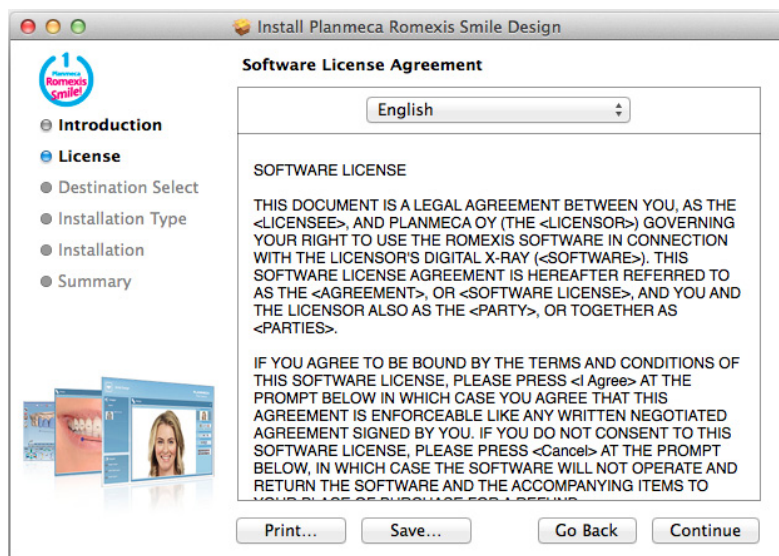 Install Planmeca Romexis Smile Design
1
Planmeca
Romexis
Smile!
Introduction
License
Destination Select
Installation Type
Installation
Summary
Software License Agreement
English
SOFTWARE LICENSE
THIS DOCUMENT IS A LEGAL AGREEMENT BETWEEN YOU, AS THE
<LICENSEE>, AND PLANMECA OY (THE <LICENSOR>) GOVERNING
YOUR RIGHT TO USE THE ROMEXIS SOFTWARE IN CONNECTION
WITH THE LICENSOR'S DIGITAL X-RAY (<SOFTWARE>). THIS
SOFTWARE LICENSE AGREEMENT IS HEREAFTER REFERRED TO
AS THE <AGREEMENT>, OR <SOFTWARE LICENSE>, AND YOU AND
THE LICENSOR ALSO AS THE <PARTY>, OR TOGETHER AS
<PARTIES>.
IF YOU AGREE TO BE BOUND BY THE TERMS AND CONDITIONS OF
THIS SOFTWARE LICENSE, PLEASE PRESS <I Agree> AT THE
PROMPT BELOW IN WHICH CASE YOU AGREE THAT THIS
AGREEMENT IS ENFORCEABLE LIKE ANY WRITTEN NEGOTIATED
AGREEMENT SIGNED BY YOU. IF YOU DO NOT CONSENT TO THIS
SOFTWARE LICENSE, PLEASE PRESS <Cancel> AT THE PROMPT
BELOW, IN WHICH CASE THE SOFTWARE WILL NOT OPERATE AND
RETURN THE SOFTWARE AND THE ACCOMPANYING ITEMS TO
YOUR PLACE OF PURCHASE FOR A REFUND.
Print...
Save...
Go Back
Continue